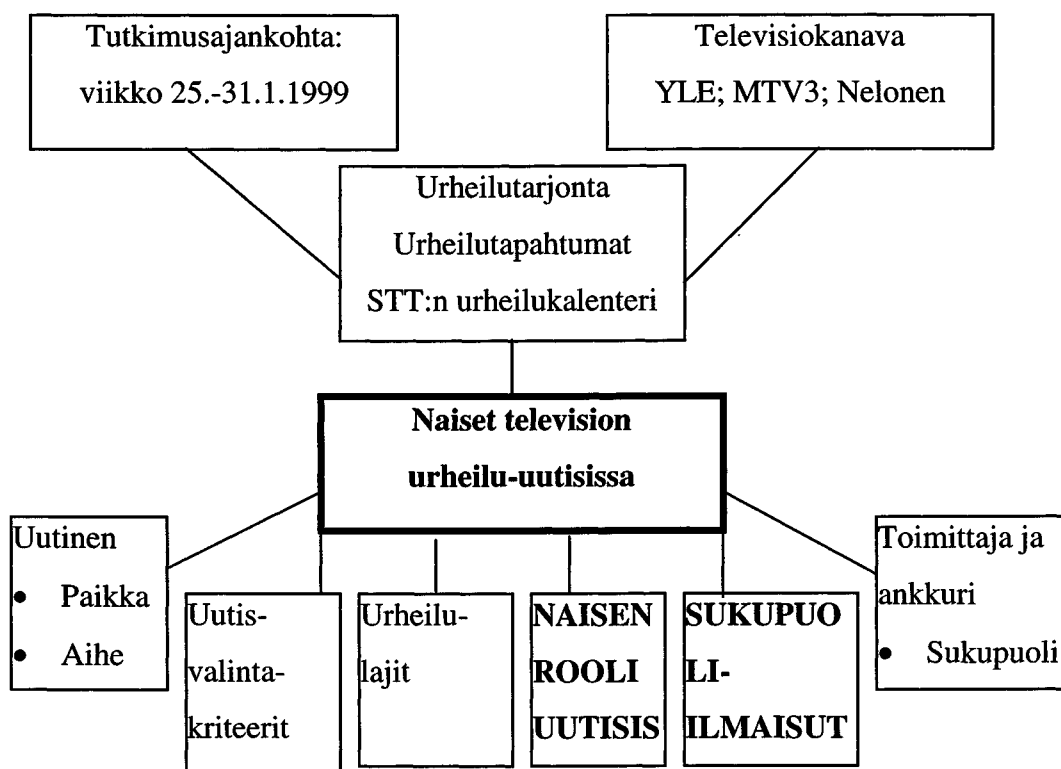 Tutkimusajankohta:
viikko 25.-31.1.1999
Televisiokanava
YLE; MTV3; Nelonen
Urheilutarjonta
Urheilutapahtumat
STT:n urheilukalenteri
Naiset television
urheilu-uutisissa
Uutinen
• Paikka
• Aihe
Uutis-
valinta-
kriteerit
Urheilu-
lajit
NAISEN
ROOLI
UUTISIS
SUKUPUO
LI-
ILMAISUT
Toimittaja ja
ankkuri
• Sukupuoli